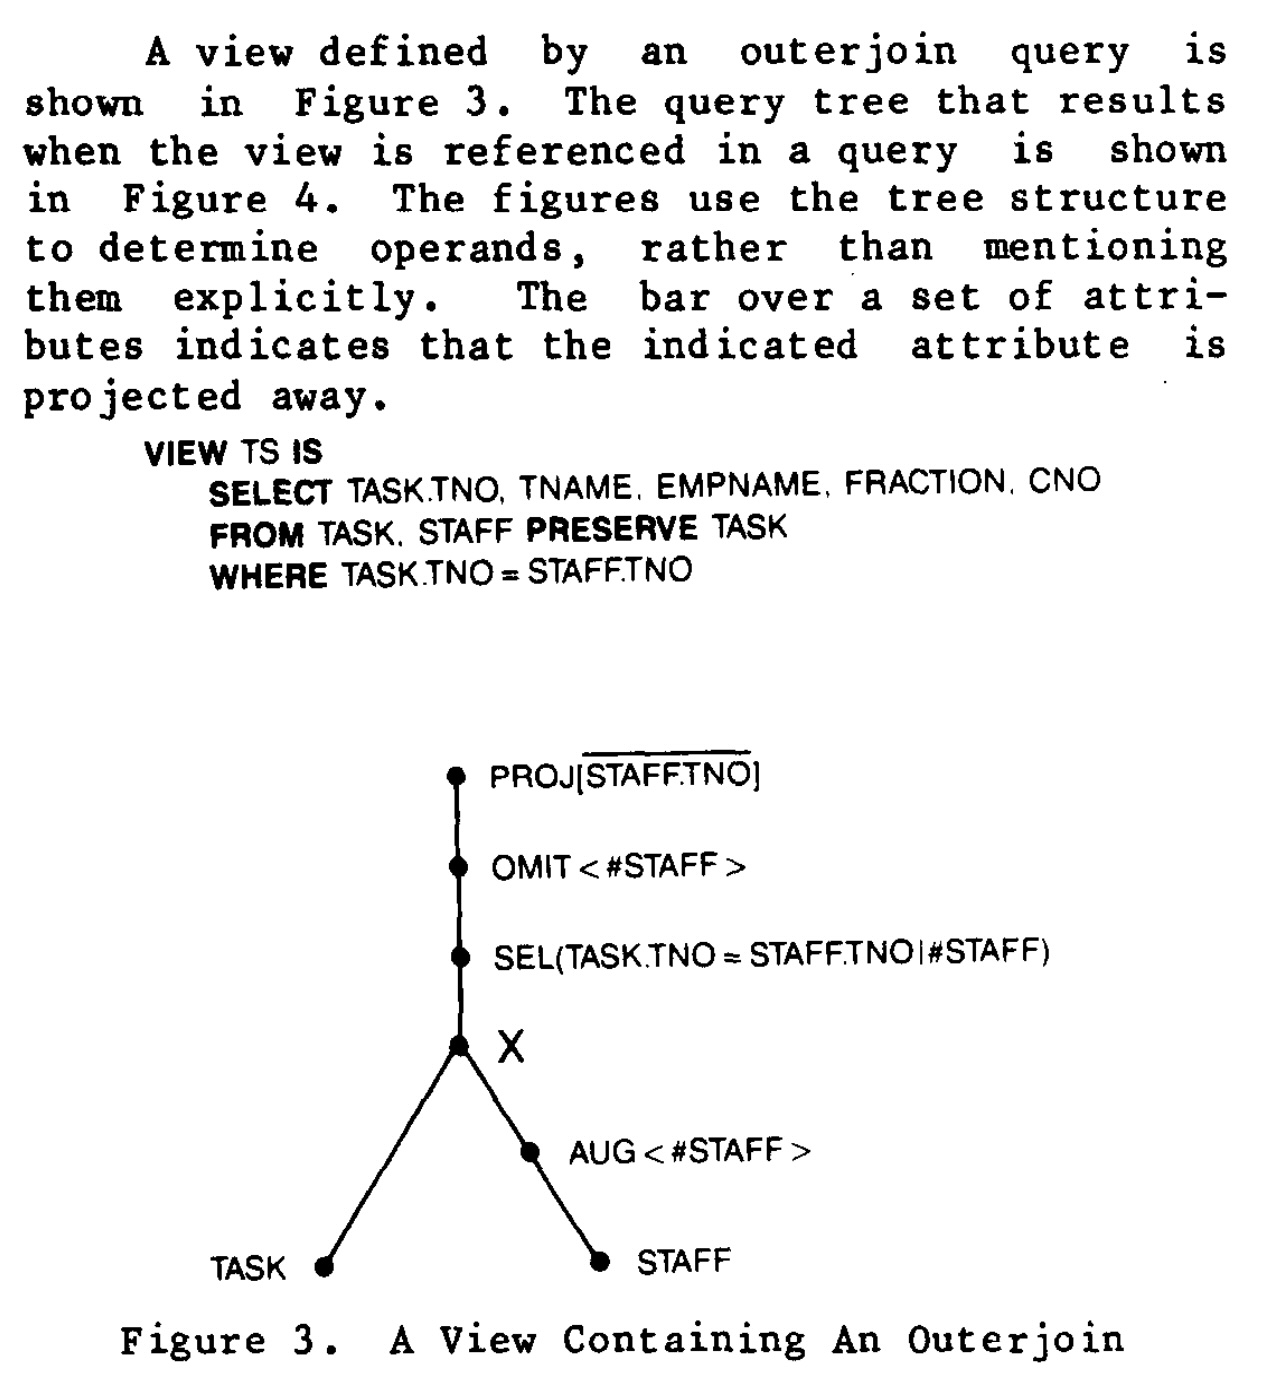 A view defined by an outerjoin query is
shown in Figure 3. The query tree that results
when the view is referenced in a query is shown
in Figure 4. The figures use the tree structure
to determine operands, rather than mentioning
them explicitly. The bar over a set of attri-
butes indicates that the indicated attribute is
projected away.
VIEW TS IS
SELECT TASK.TNO, TNAME, EMPNAME, FRACTION, CNO
FROM TASK, STAFF PRESERVE TASK
WHERE TASK.TNO = STAFF.TNO
PROJ[STAFF.TNO]
OMIT < #STAFF >
SEL(TASK.TNO = STAFF.TNO|#STAFF)
X
AUG < #STAFF >
TASK
STAFF
Figure 3. A View Containing An Outerjoin